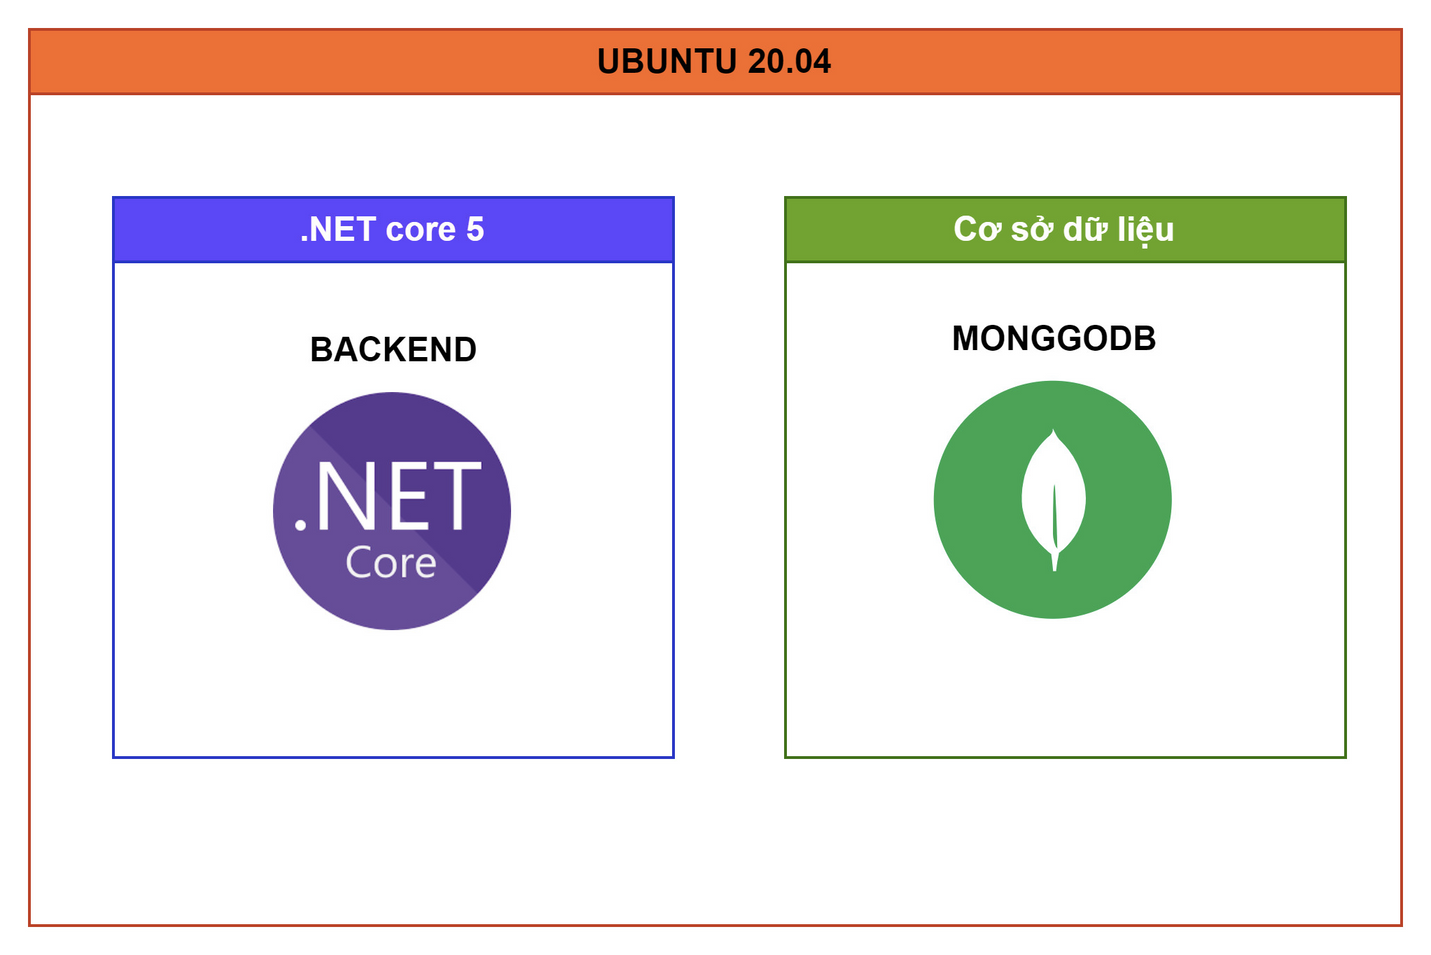 UBUNTU 20.04
.NET core 5
Cơ sở dữ liệu
BACKEND
MONGGODB
.NET
Core